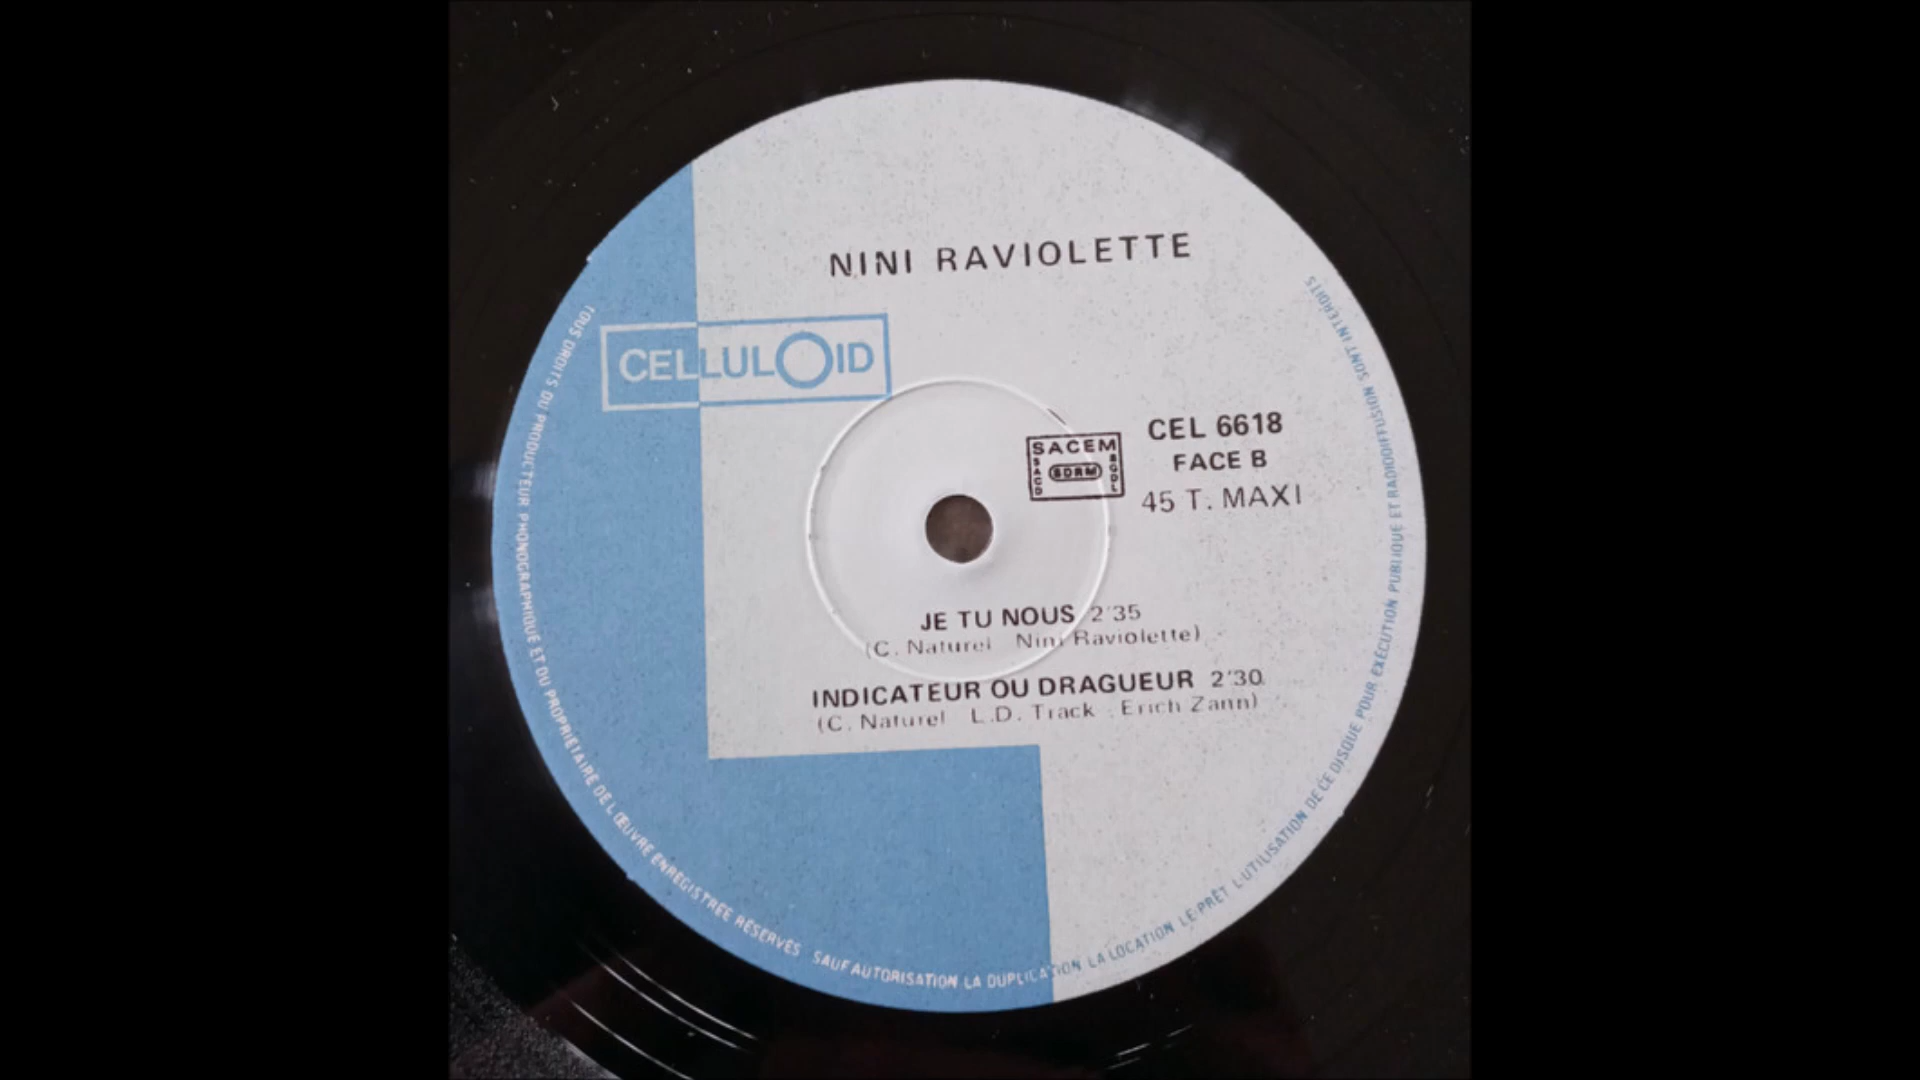 NINI RAVIOLETTE
CELLULOID
SACEM
SACD
SDRM
SGDL
CEL 6618
FACE B
45 T. MAXI
JE TU NOUS 2'35
(C. Naturel Nini Raviolette)
INDICATEUR OU DRAGUEUR 2'30
(C. Naturel L.D. Track . Erich Zann)
TOUS DROITS DU PRODUCTEUR PHONOGRAPHIQUE ET DU PROPRIÉTAIRE DE L'ŒUVRE ENREGISTRÉE RÉSERVÉS SAUF AUTORISATION LA DUPLICATION LA LOCATION LE PRÊT L'UTILISATION DE CE DISQUE POUR EXÉCUTION PUBLIQUE ET RADIODIFFUSION SONT INTERDITS